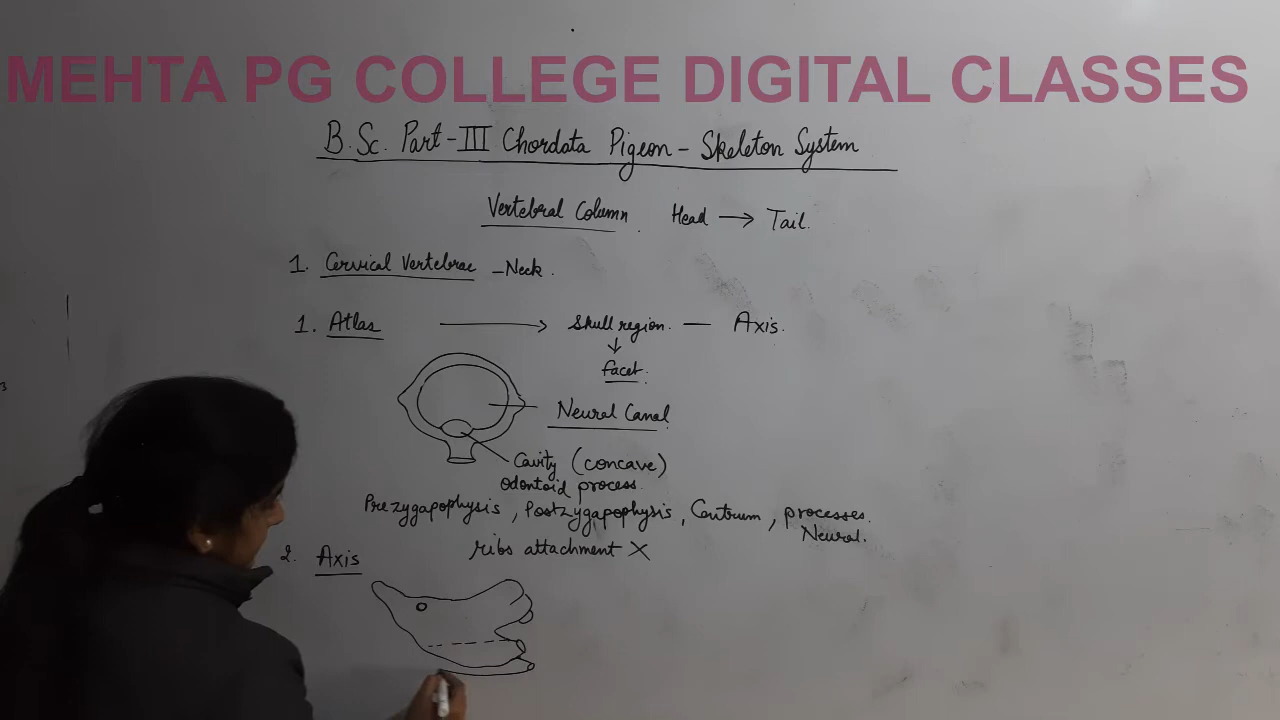 MEHTA PG COLLEGE DIGITAL CLASSES
B.Sc. Part-III Chordata Pigeon - Skeleton System
Vertebral Column Head → Tail.
1. Cervical Vertebrae - Neck.
1. Atlas → Skull region. — Axis.
↓
facet.
Neural Canal
Cavity (concave)
odontoid process.
Prezygapophysis, Postzygapophysis, Centrum, processes.
Neural.
ribs attachment X
2. Axis